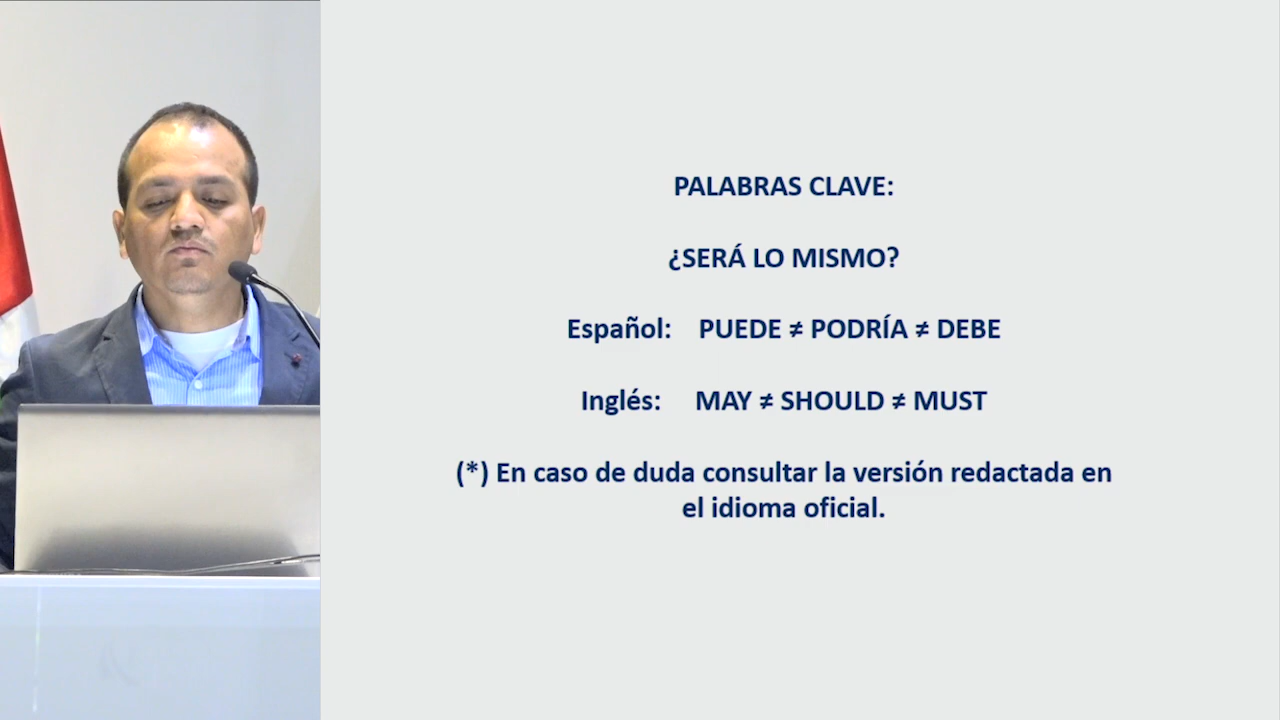 PALABRAS CLAVE:
¿SERÁ LO MISMO?
Español: PUEDE ≠ PODRÍA ≠ DEBE
Inglés: MAY ≠ SHOULD ≠ MUST
(*) En caso de duda consultar la versión redactada en
el idioma oficial.